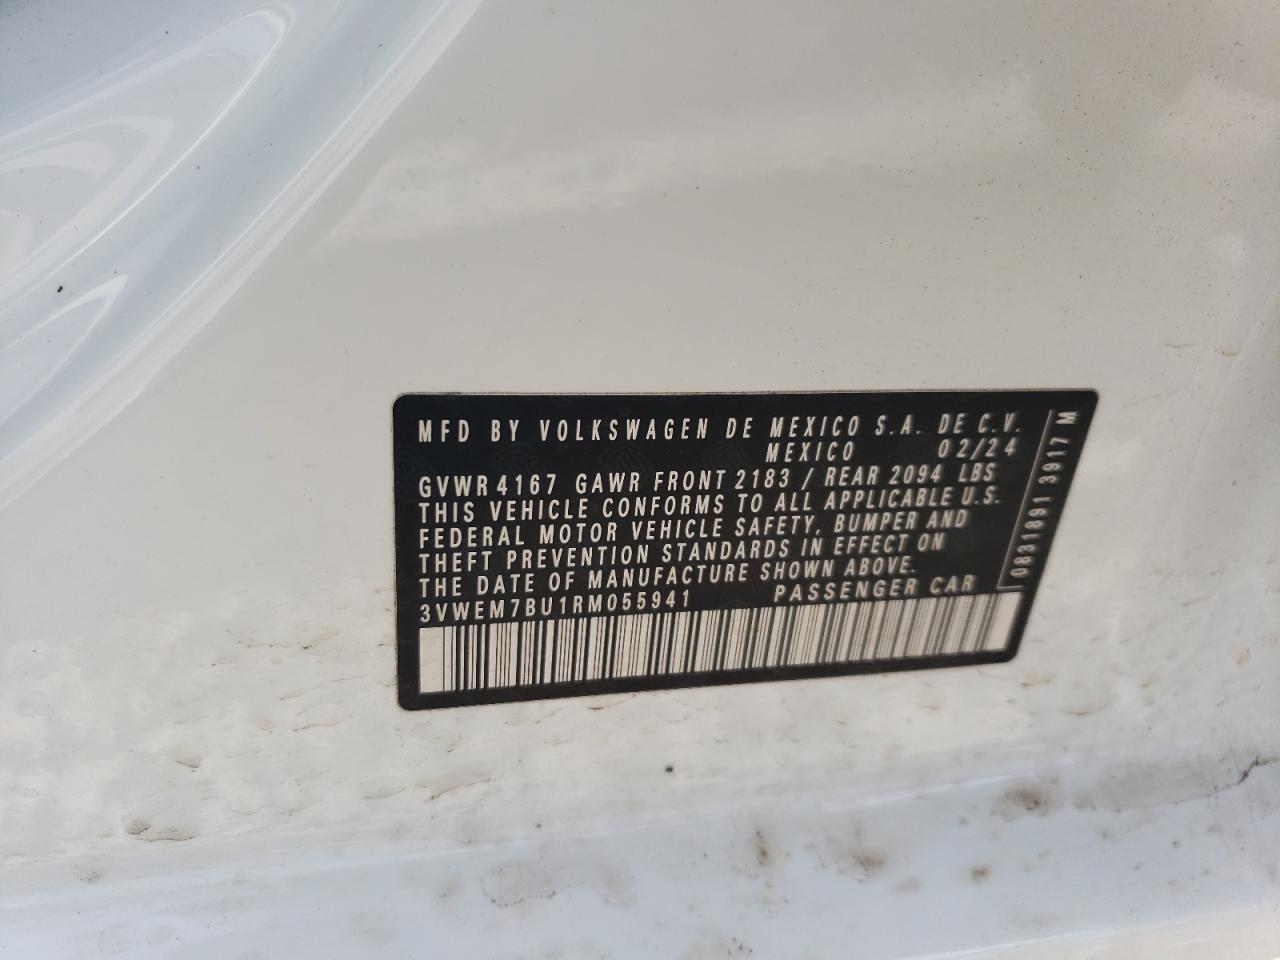 MFD BY VOLKSWAGEN DE MEXICO S.A. DE C.V.
MEXICO 02/24
GVWR 4167 GAWR FRONT 2183 / REAR 2094 LBS
THIS VEHICLE CONFORMS TO ALL APPLICABLE U.S.
FEDERAL MOTOR VEHICLE SAFETY, BUMPER AND
THEFT PREVENTION STANDARDS IN EFFECT ON
THE DATE OF MANUFACTURE SHOWN ABOVE.
3VWEM7BU1RM055941 PASSENGER CAR
0831891 3917 M